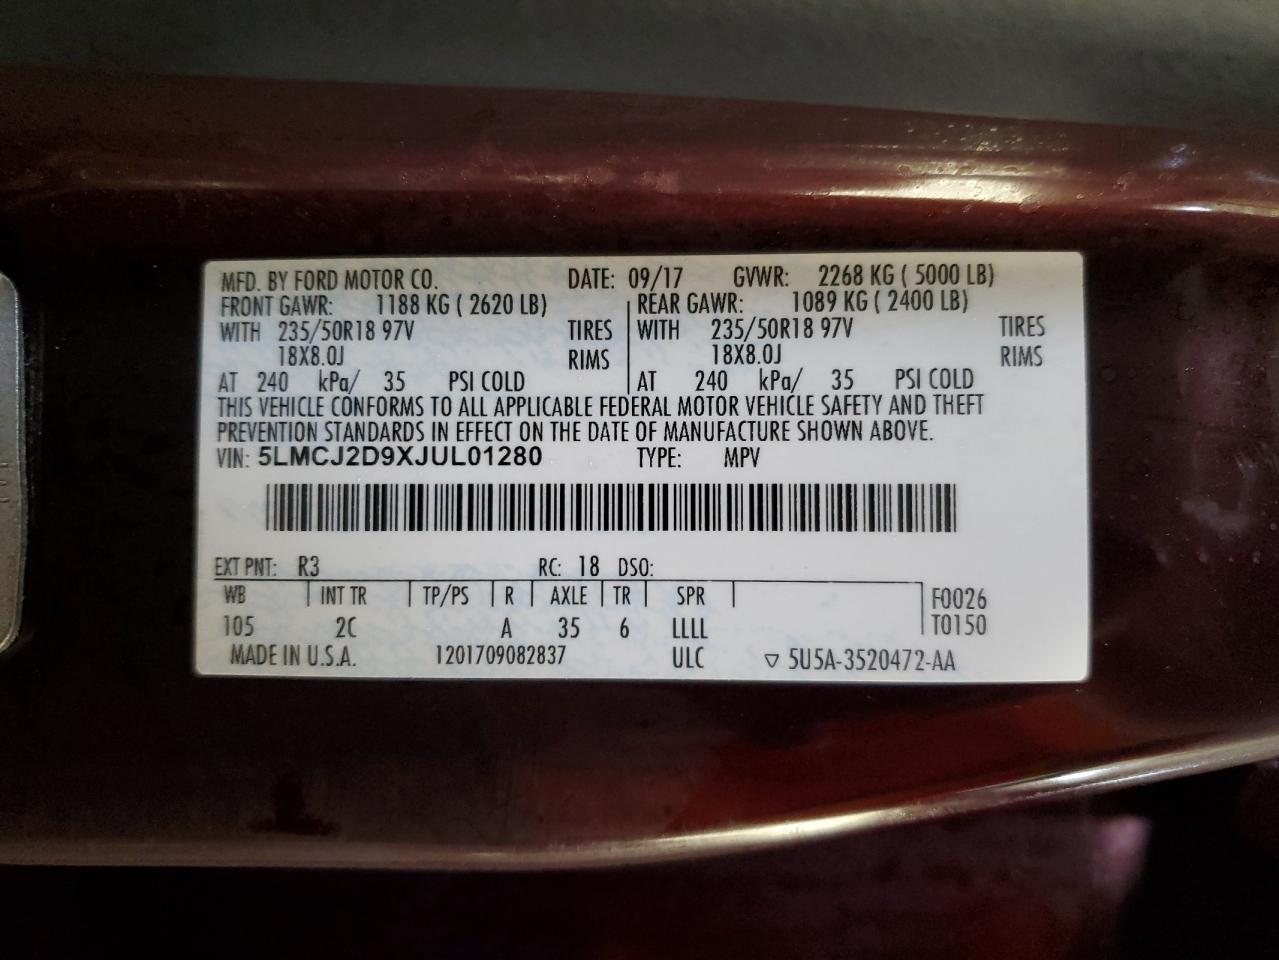 MFD. BY FORD MOTOR CO. DATE: 09/17 GVWR: 2268 KG ( 5000 LB)
FRONT GAWR: 1188 KG ( 2620 LB) REAR GAWR: 1089 KG ( 2400 LB)
WITH 235/50R18 97V TIRES WITH 235/50R18 97V TIRES
18X8.0J RIMS 18X8.0J RIMS
AT 240 kPa/ 35 PSI COLD AT 240 kPa/ 35 PSI COLD
THIS VEHICLE CONFORMS TO ALL APPLICABLE FEDERAL MOTOR VEHICLE SAFETY AND THEFT
PREVENTION STANDARDS IN EFFECT ON THE DATE OF MANUFACTURE SHOWN ABOVE.
VIN: 5LMCJ2D9XJUL01280 TYPE: MPV
EXT PNT: R3 RC: 18 DSO:
WB INT TR TP/PS R AXLE TR SPR F0026
105 2C A 35 6 LLLL T0150
MADE IN U.S.A. 1201709082837 ULC ▽ 5U5A-3520472-AA